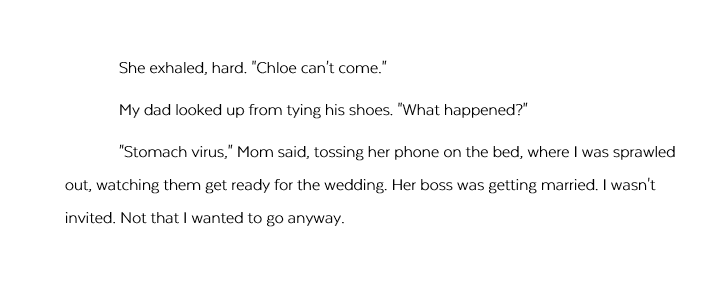 She exhaled, hard. "Chloe can't come."
My dad looked up from tying his shoes. "What happened?"
"Stomach virus," Mom said, tossing her phone on the bed, where I was sprawled
out, watching them get ready for the wedding. Her boss was getting married. I wasn't
invited. Not that I wanted to go anyway.